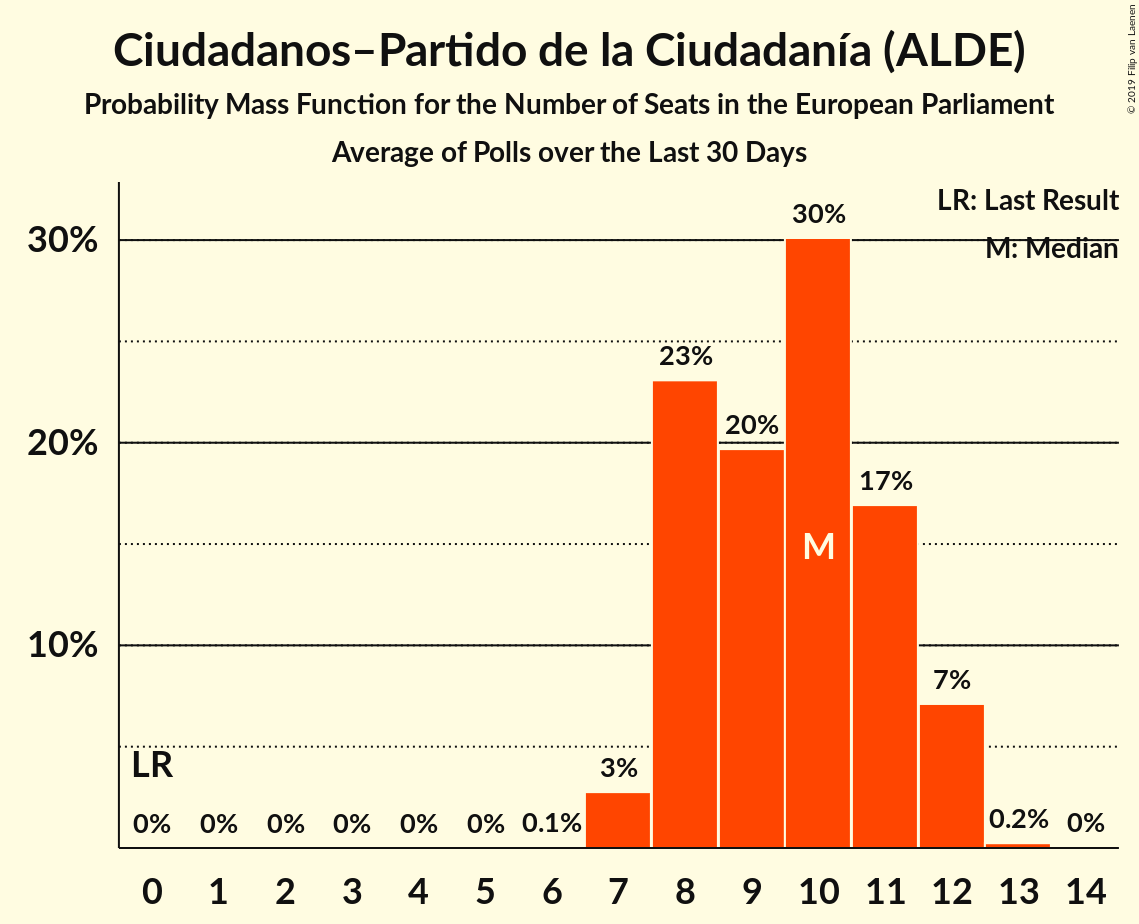 Ciudadanos–Partido de la Ciudadanía (ALDE)
Probability Mass Function for the Number of Seats in the European Parliament
Average of Polls over the Last 30 Days
© 2019 Filip van Laenen
LR: Last Result
M: Median
30%
20%
10%
30%
23%
20%
17%
M
7%
LR
3%
0% 0% 0% 0% 0% 0% 0.1% 0.2% 0%
0 1 2 3 4 5 6 7 8 9 10 11 12 13 14